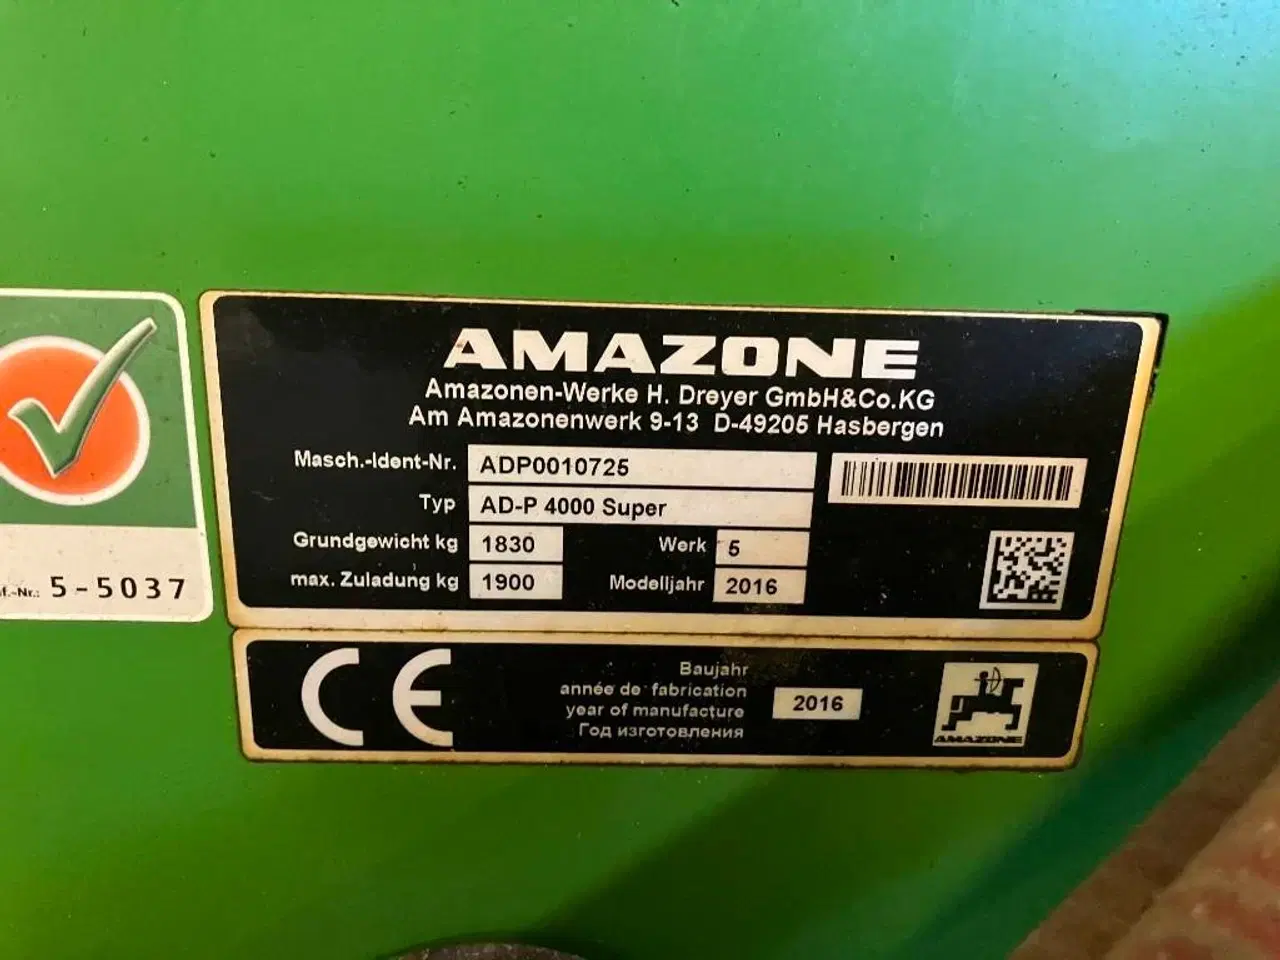 AMAZONE
Amazonen-Werke H. Dreyer GmbH&Co.KG
Am Amazonenwerk 9-13 D-49205 Hasbergen
Masch.-Ident-Nr. ADP0010725
Typ AD-P 4000 Super
Grundgewicht kg 1830 Werk 5
max. Zuladung kg 1900 Modelljahr 2016
-Nr.: 5-5037
CE
Baujahr
année de fabrication
year of manufacture 2016
Год изготовления
AMAZONE